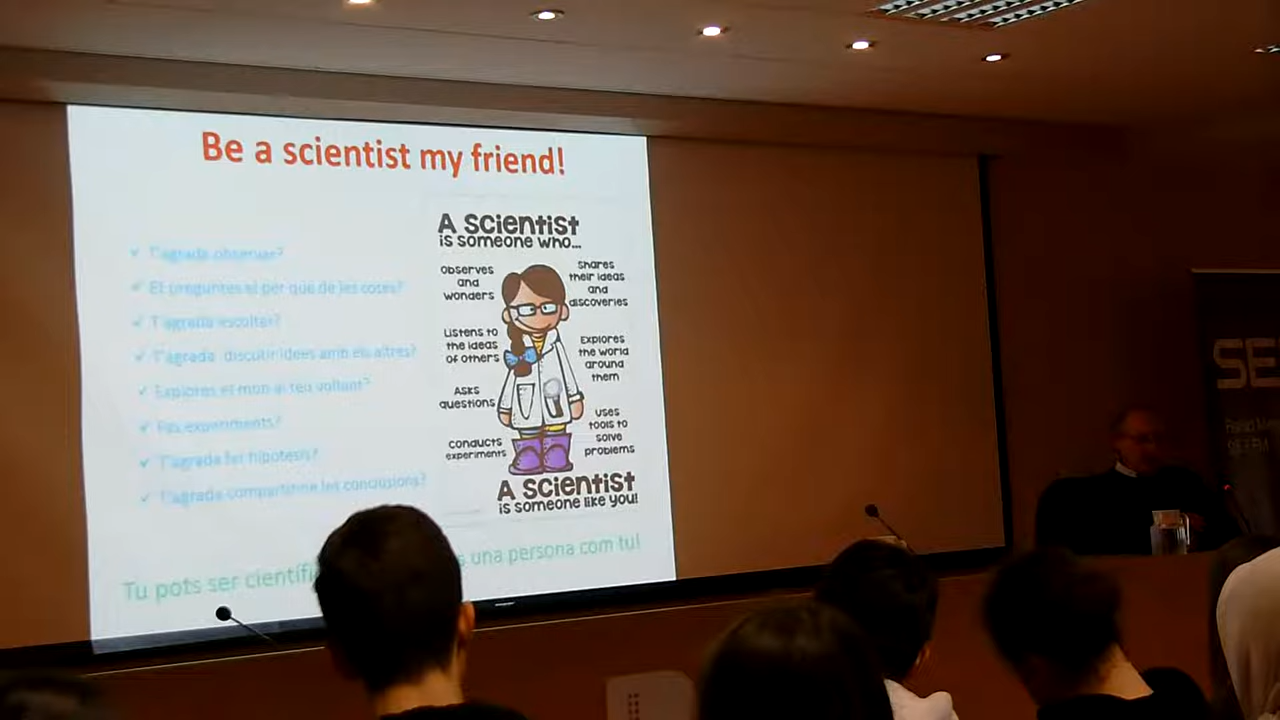 Be a scientist my friend!
✓ T'agrada observar?
✓ Et preguntes el per què de les coses?
✓ T'agrada escoltar?
✓ T'agrada discutir idees amb els altres?
✓ Explores el mon al teu voltant?
✓ Fas experiments?
✓ T'agrada fer hipotesis?
✓ T'agrada compartir les conclusions?
Tu pots ser científi
una persona com tu!
A Scientist
is someone who...
Observes
and
wonders
Shares
their ideas
and
discoveries
Listens to
the ideas
of others
Explores
the world
around
them
Asks
questions
Uses
tools to
solve
problems
Conducts
experiments
A Scientist
is someone like you!
SE